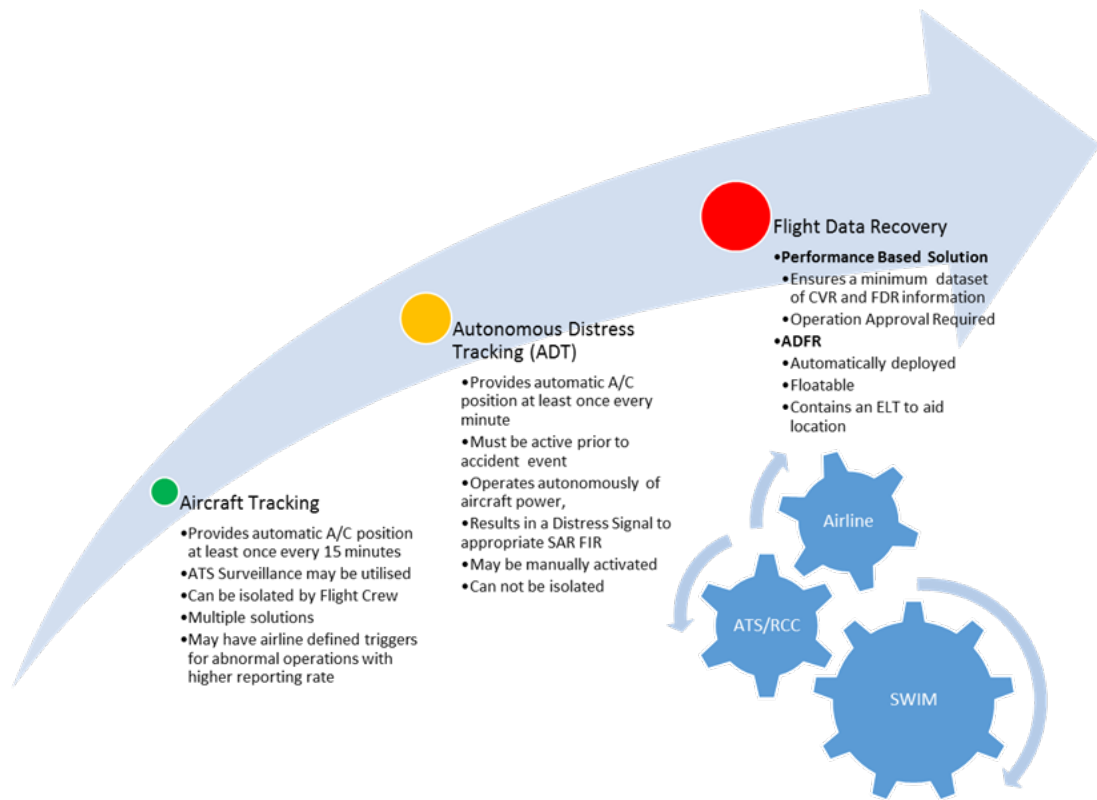 Flight Data Recovery
•Performance Based Solution
•Ensures a minimum dataset
of CVR and FDR information
•Operation Approval Required
•ADFR
•Automatically deployed
•Floatable
•Contains an ELT to aid
location
Autonomous Distress
Tracking (ADT)
•Provides automatic A/C
position at least once every
minute
•Must be active prior to
accident event
•Operates autonomously of
aircraft power,
•Results in a Distress Signal to
appropriate SAR FIR
•May be manually activated
•Can not be isolated
Aircraft Tracking
•Provides automatic A/C position
at least once every 15 minutes
•ATS Surveillance may be utilised
•Can be isolated by Flight Crew
•Multiple solutions
•May have airline defined triggers
for abnormal operations with
higher reporting rate
Airline
ATS/RCC
SWIM